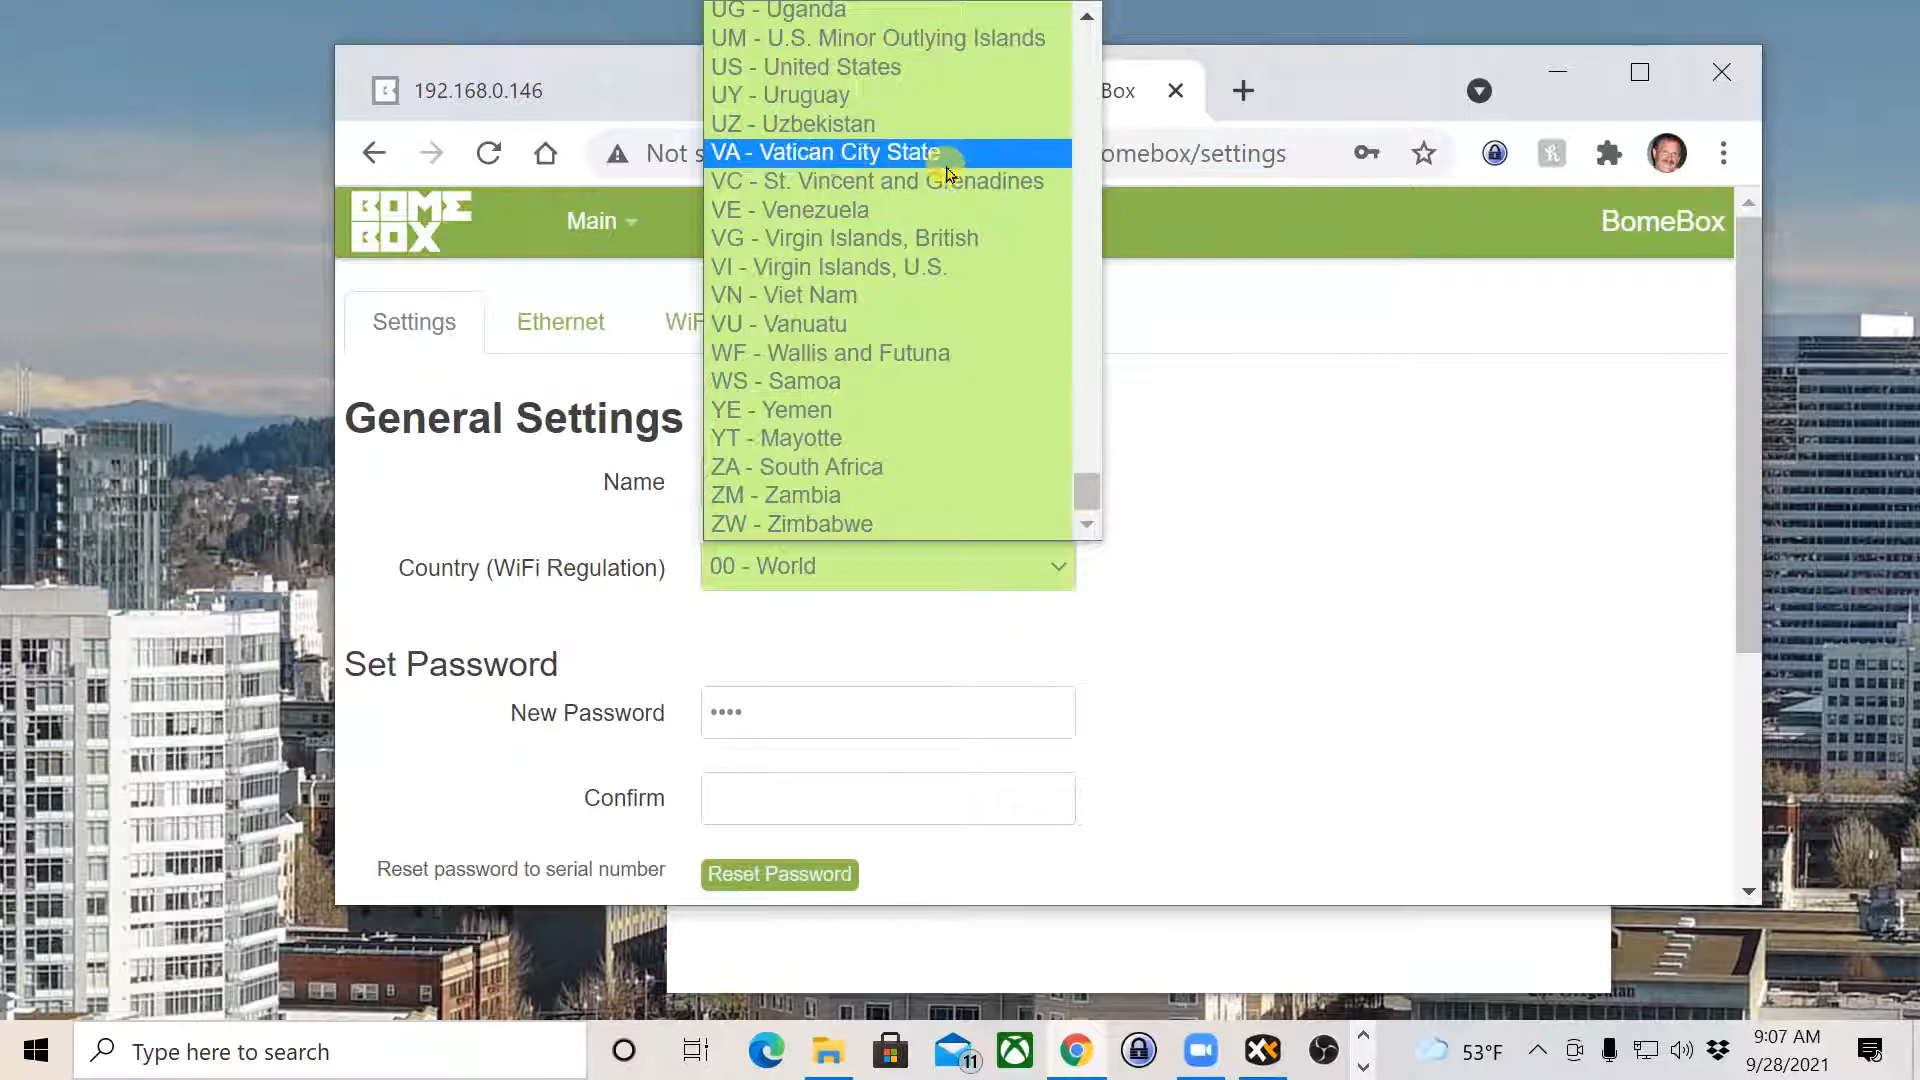 UG - Uganda
UM - U.S. Minor Outlying Islands
US - United States
UY - Uruguay
UZ - Uzbekistan
VA - Vatican City State
VC - St. Vincent and Grenadines
VE - Venezuela
VG - Virgin Islands, British
VI - Virgin Islands, U.S.
VN - Viet Nam
VU - Vanuatu
WF - Wallis and Futuna
WS - Samoa
YE - Yemen
YT - Mayotte
ZA - South Africa
ZM - Zambia
ZW - Zimbabwe
192.168.0.146
Box
Not s
omebox/settings
BOME
BOX
Main
BomeBox
Settings
Ethernet
WiF
General Settings
Name
Country (WiFi Regulation)
00 - World
Set Password
New Password
••••
Confirm
Reset password to serial number
Reset Password
Type here to search
11
53°F
9:07 AM
9/28/2021